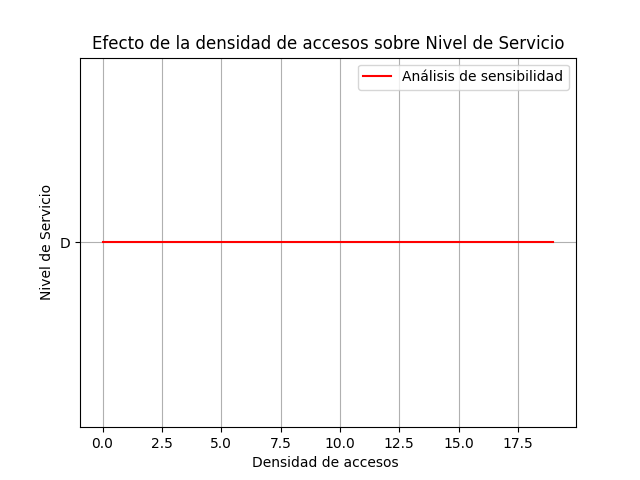 Efecto de la densidad de accesos sobre Nivel de Servicio
Análisis de sensibilidad
Nivel de Servicio
D
0.0 2.5 5.0 7.5 10.0 12.5 15.0 17.5
Densidad de accesos